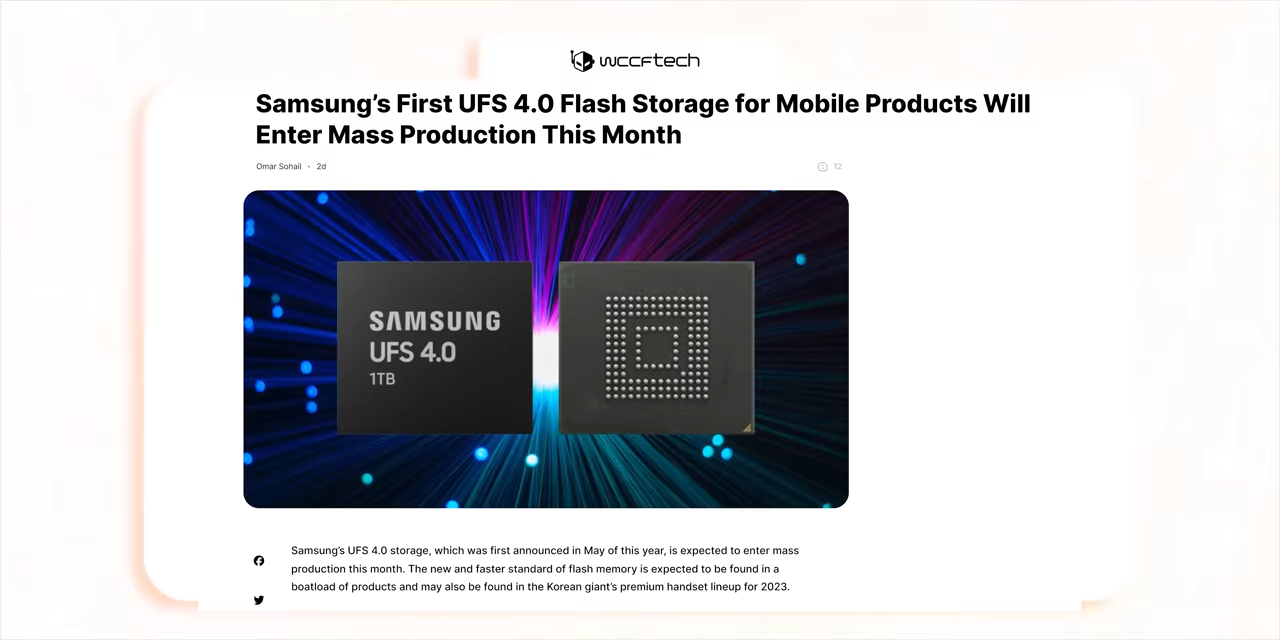 wccftech
Samsung’s First UFS 4.0 Flash Storage for Mobile Products Will
Enter Mass Production This Month
Omar Sohail • 2d
12
SAMSUNG
UFS 4.0
1TB
Samsung’s UFS 4.0 storage, which was first announced in May of this year, is expected to enter mass
production this month. The new and faster standard of flash memory is expected to be found in a
boatload of products and may also be found in the Korean giant’s premium handset lineup for 2023.